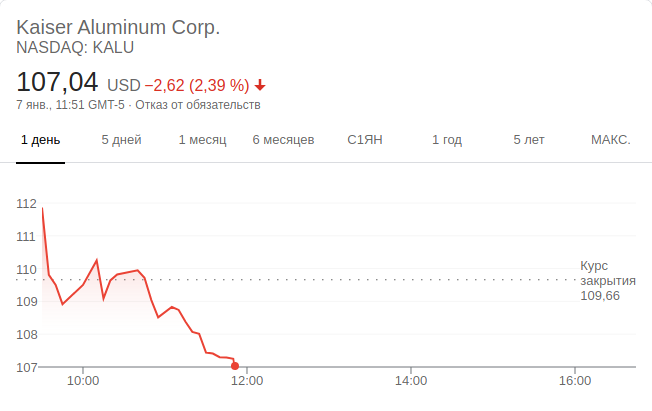 Kaiser Aluminum Corp.
NASDAQ: KALU
107,04 USD −2,62 (2,39 %)
7 янв., 11:51 GMT-5 · Отказ от обязательств
1 день 5 дней 1 месяц 6 месяцев С1ЯН 1 год 5 лет МАКС.
112
111
110
109
108
107
Курс
закрытия
109,66
10:00 12:00 14:00 16:00